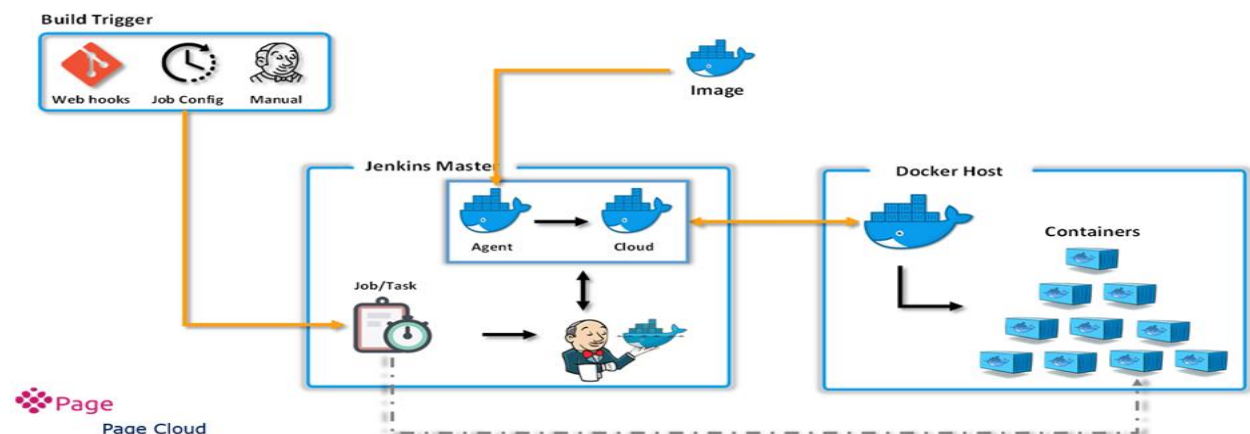 Build Trigger
Web hooks
Job Config
Manual
Image
Jenkins Master
Docker Host
Agent
Cloud
Containers
Job/Task
Page
Page Cloud